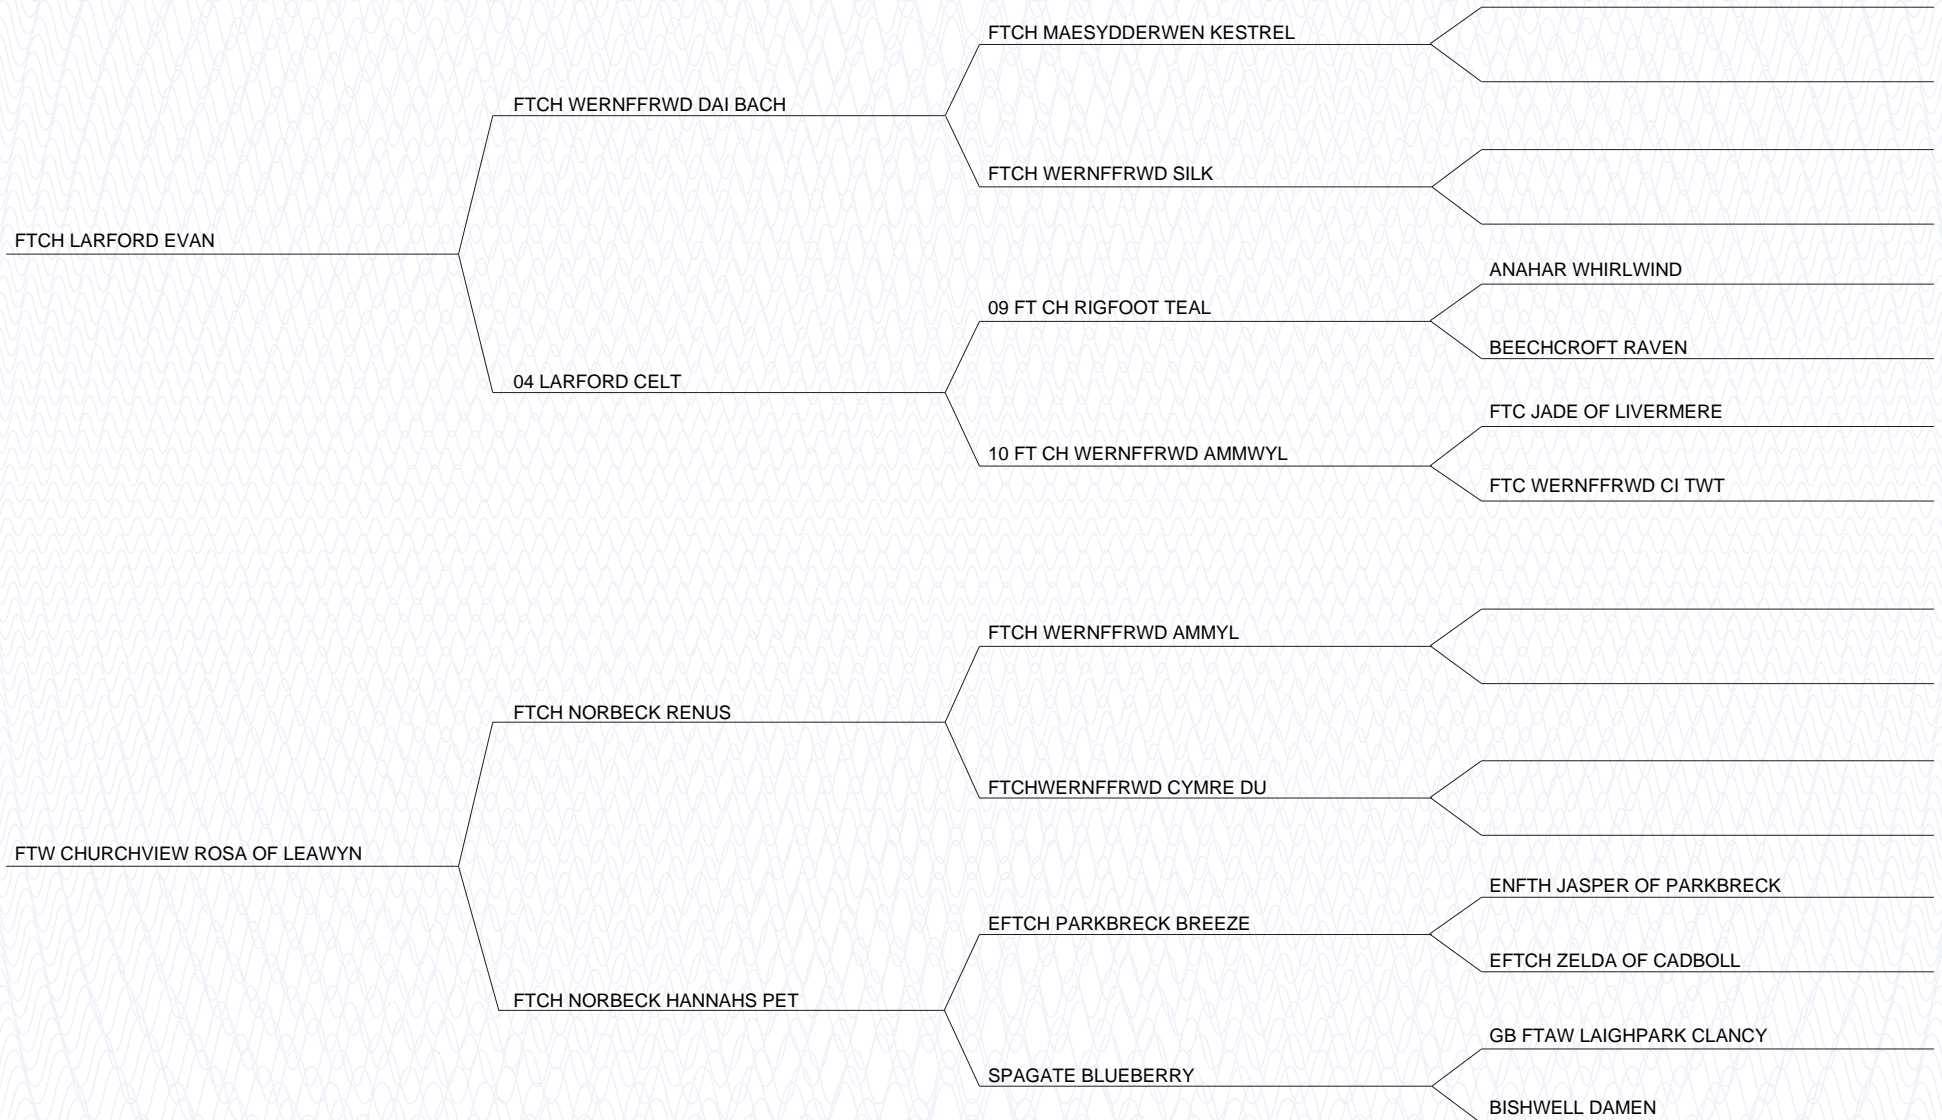 FTCH MAESYDDERWEN KESTREL
FTCH WERNFFRWD DAI BACH
FTCH WERNFFRWD SILK
FTCH LARFORD EVAN
ANAHAR WHIRLWIND
09 FT CH RIGFOOT TEAL
BEECHCROFT RAVEN
04 LARFORD CELT
FTC JADE OF LIVERMERE
10 FT CH WERNFFRWD AMMWYL
FTC WERNFFRWD CI TWT
FTCH WERNFFRWD AMMYL
FTCH NORBECK RENUS
FTCHWERNFFRWD CYMRE DU
FTW CHURCHVIEW ROSA OF LEAWYN
ENFTH JASPER OF PARKBRECK
EFTCH PARKBRECK BREEZE
EFTCH ZELDA OF CADBOLL
FTCH NORBECK HANNAHS PET
GB FTAW LAIGHPARK CLANCY
SPAGATE BLUEBERRY
BISHWELL DAMEN